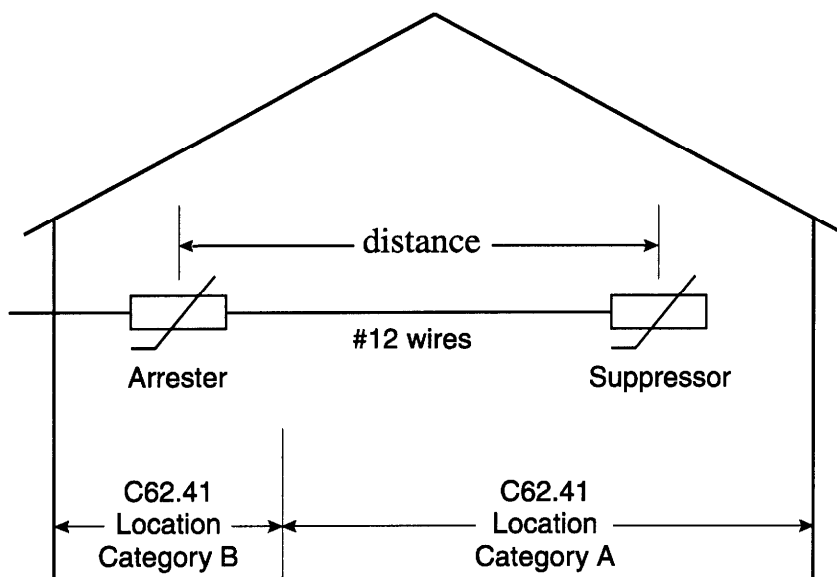 distance
#12 wires
Arrester
Suppressor
C62.41
Location
Category B
C62.41
Location
Category A